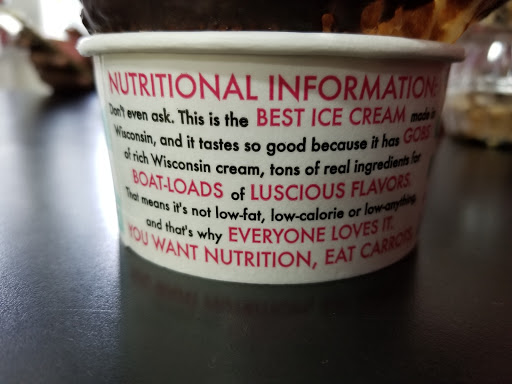 NUTRITIONAL INFORMATION:
Don't even ask. This is the BEST ICE CREAM made in
Wisconsin, and it tastes so good because it has GOBS
of rich Wisconsin cream, tons of real ingredients for
BOAT-LOADS of LUSCIOUS FLAVORS.
That means it's not low-fat, low-calorie or low-anything,
and that's why EVERYONE LOVES IT.
YOU WANT NUTRITION, EAT CARROTS.